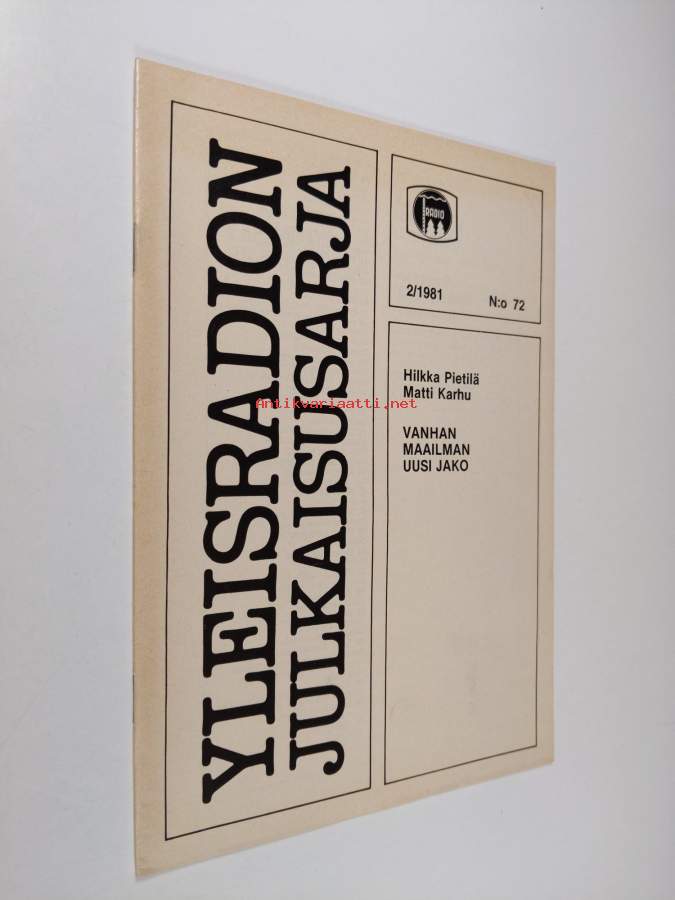 YLEISRADION
JULKAISUSARJA
RADIO
2/1981 N:o 72
Hilkka Pietilä
Matti Karhu
VANHAN
MAAILMAN
UUSI JAKO
Antikvariaatti.net